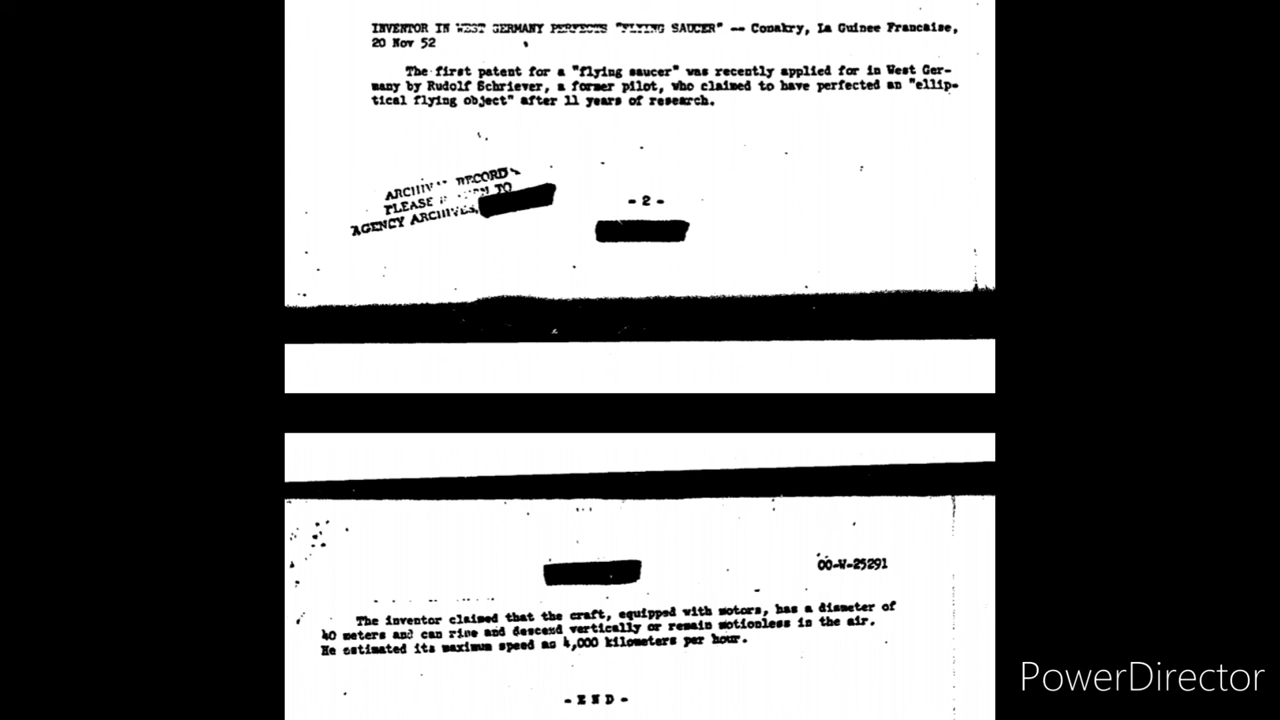 INVENTOR IN WEST GERMANY PERFECTS "FLYING SAUCER" -- Conakry, La Guinee Francaise,
20 Nov 52
The first patent for a "flying saucer" was recently applied for in West Ger-
many by Rudolf Schriever, a former pilot, who claimed to have perfected an "ellip-
tical flying object" after 11 years of research.
RECORD
PLEASE TO
AGENCY ARCHIVES,
- 2 -
00-W-25291
The inventor claimed that the craft, equipped with motors, has a diameter of
40 meters and can rise and descend vertically or remain motionless in the air.
He estimated its maximum speed as 4,000 kilometers per hour.
- E N D -
PowerDirector